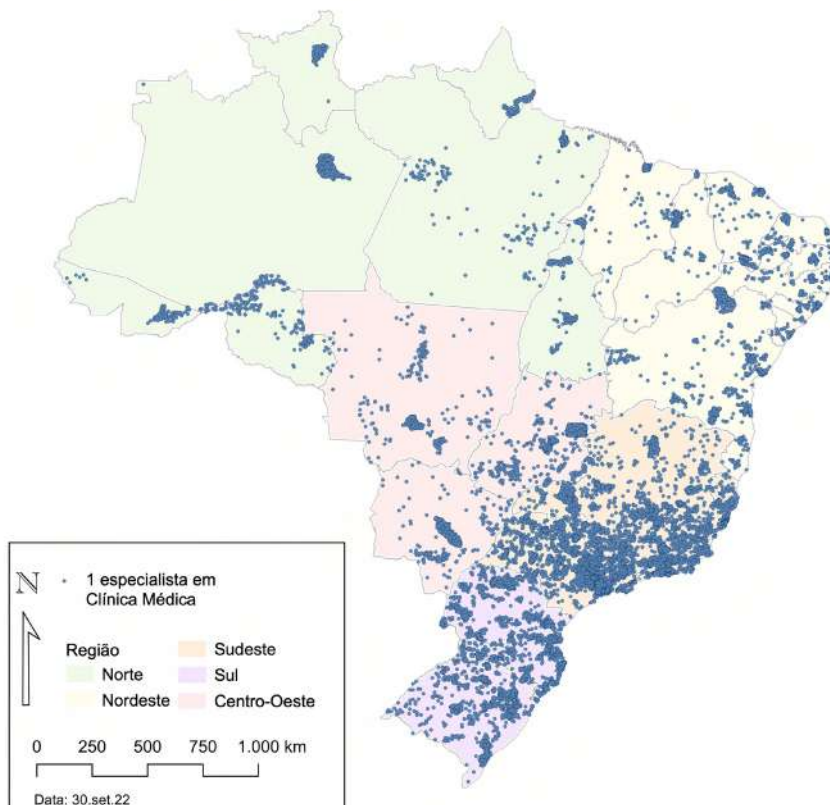 N
1 especialista em
Clínica Médica
Região
Norte
Nordeste
Sudeste
Sul
Centro-Oeste
0 250 500 750 1.000 km
Data: 30.set.22